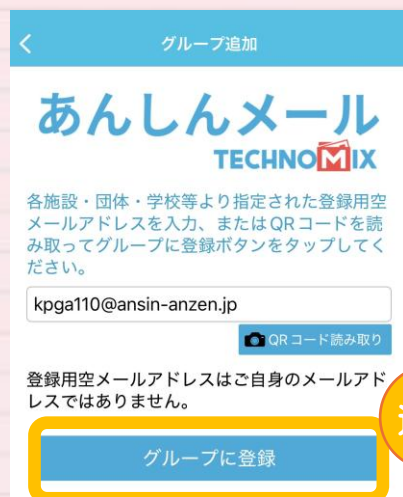 グループ追加
あんしんメール
TECHNOMIX
各施設・団体・学校等より指定された登録用空
メールアドレスを入力、またはQRコードを読
み取ってグループに登録ボタンをタップしてく
ださい。
kpga110@ansin-anzen.jp
QRコード読み取り
登録用空メールアドレスはご自身のメールアド
レスではありません。
グループに登録